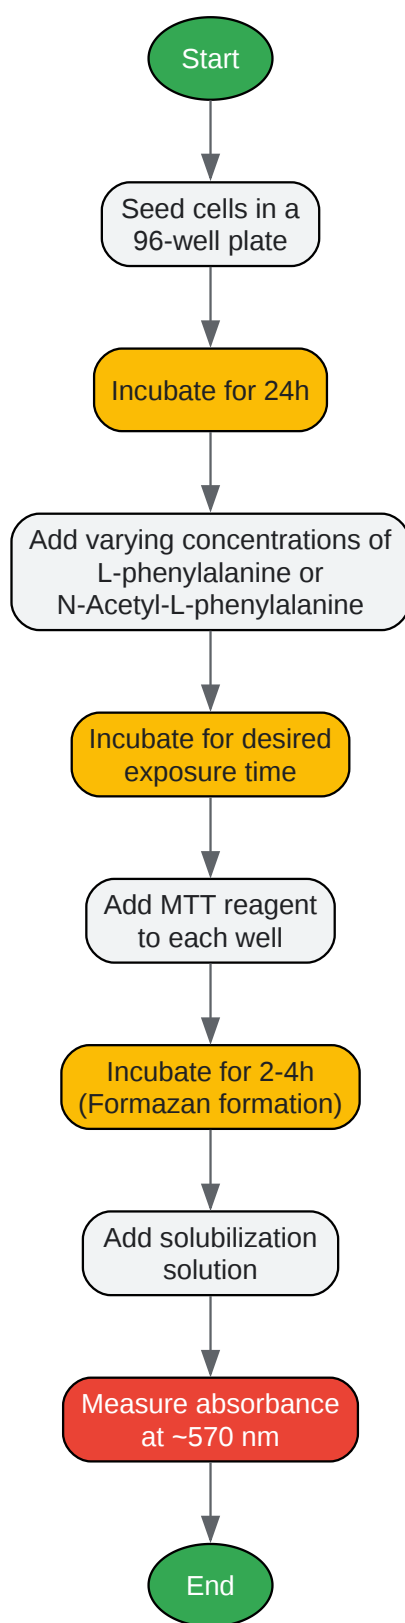 Start
Seed cells in a
96-well plate
Incubate for 24h
Add varying concentrations of
L-phenylalanine or
N-Acetyl-L-phenylalanine
Incubate for desired
exposure time
Add MTT reagent
to each well
Incubate for 2-4h
(Formazan formation)
Add solubilization
solution
Measure absorbance
at ~570 nm
End